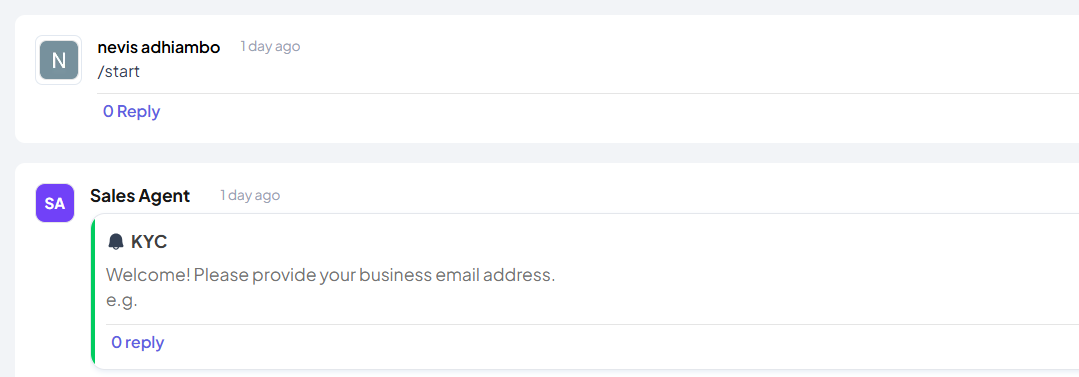 N
nevis adhiambo 1 day ago
/start
0 Reply
SA
Sales Agent 1 day ago
KYC
Welcome! Please provide your business email address.
e.g.
0 reply